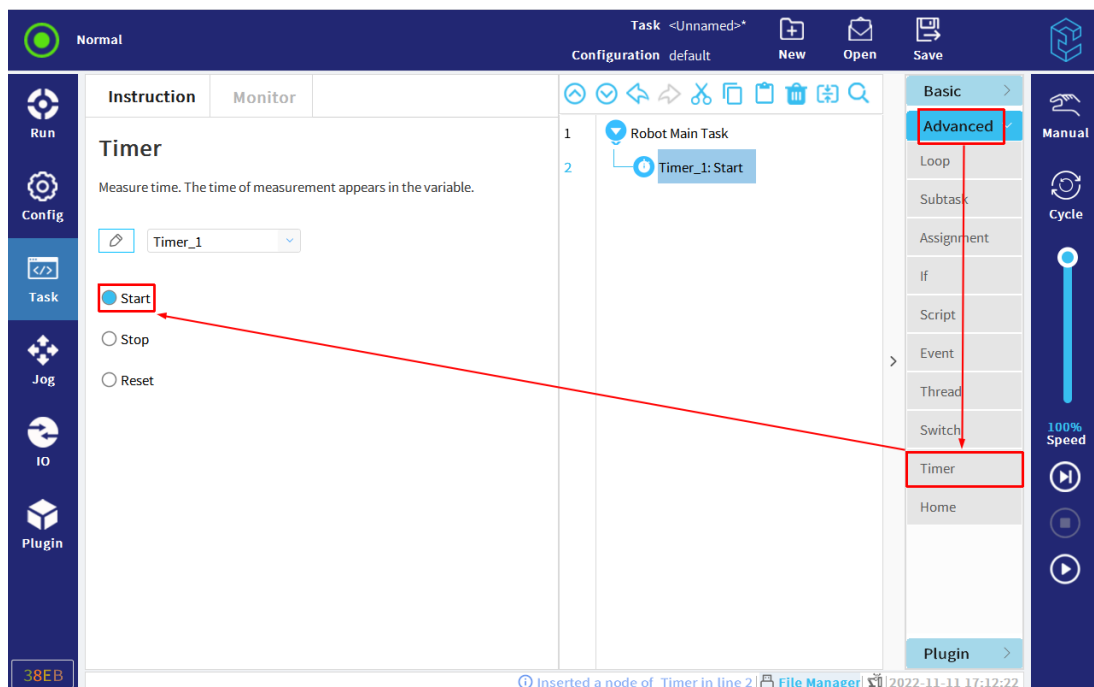 Normal
Task <Unnamed>*
Configuration default
New
Open
Save
Run
Config
Task
Jog
IO
Plugin
38EB
Instruction
Monitor
Timer
Measure time. The time of measurement appears in the variable.
Timer_1
Start
Stop
Reset
1 Robot Main Task
2 Timer_1: Start
Basic
Advanced
Loop
Subtask
Assignment
If
Script
Event
Thread
Switch
Timer
Home
Plugin
Manual
Cycle
100%
Speed
Inserted a node of Timer in line 2 File Manager 2022-11-11 17:12:22